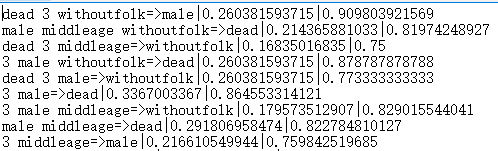 dead 3 withoutfolk=>male|0.260381593715|0.909803921569
male middleage withoutfolk=>dead|0.214365881033|0.81974248927
dead 3 middleage=>withoutfolk|0.16835016835|0.75
3 male withoutfolk=>dead|0.260381593715|0.878787878788
dead 3 male=>withoutfolk|0.260381593715|0.773333333333
3 male=>dead|0.3367003367|0.864553314121
3 male middleage=>withoutfolk|0.179573512907|0.829015544041
male middleage=>dead|0.291806958474|0.822784810127
3 middleage=>male|0.216610549944|0.759842519685